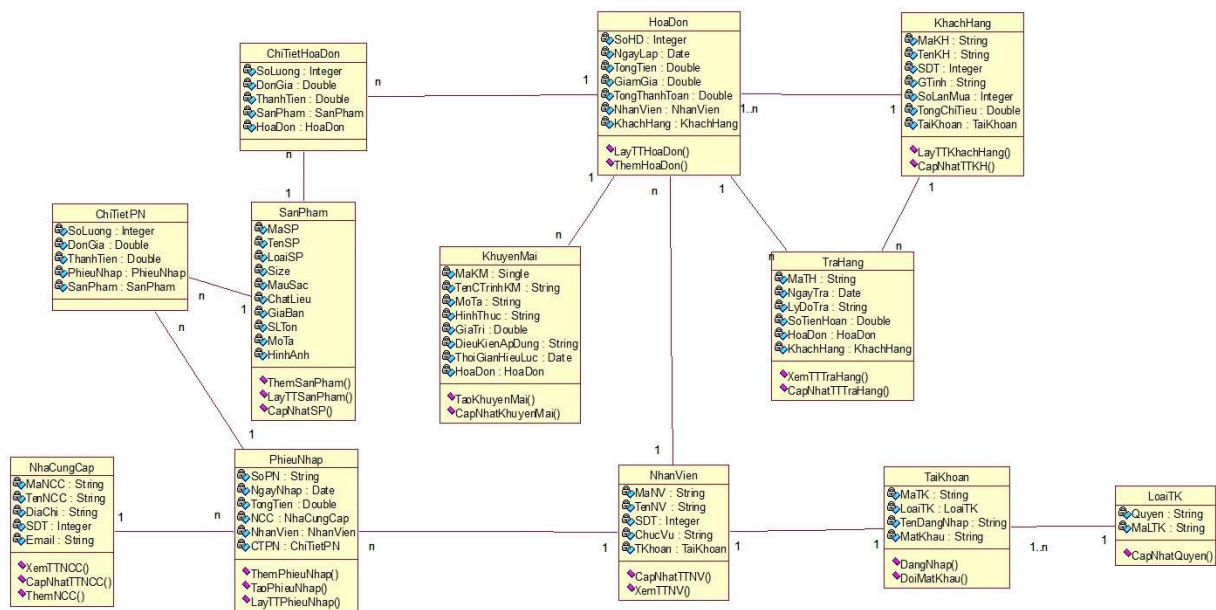 ChiTietHoaDon
SoLuong : Integer
DonGia : Double
ThanhTien : Double
SanPham : SanPham
HoaDon : HoaDon
n
1
HoaDon
SoHD : Integer
NgayLap : Date
TongTien : Double
GiamGia : Double
TongThanhToan : Double
NhanVien : NhanVien
KhachHang : KhachHang
LayTTHoaDon()
ThemHoaDon()
1..n
1
KhachHang
MaKH : String
TenKH : String
SDT : Integer
GTinh : String
SoLanMua : Integer
TongChiTieu : Double
TaiKhoan : TaiKhoan
LayTTKhachHang()
CapNhatTTKH()
n
1
1
n
1
1
ChiTietPN
SoLuong : Integer
DonGia : Double
ThanhTien : Double
PhieuNhap : PhieuNhap
SanPham : SanPham
n
1
n
1
SanPham
MaSP
TenSP
LoaiSP
Size
MauSac
ChatLieu
GiaBan
SLTon
MoTa
HinhAnh
ThemSanPham()
LayTTSanPham()
CapNhatSP()
n
KhuyenMai
MaKM : Single
TenCTrinhKM : String
MoTa : String
HinhThuc : String
GiaTri : Double
DieuKienApDung : String
ThoiGianHieuLuc : Date
HoaDon : HoaDon
TaoKhuyenMai()
CapNhatKhuyenMai()
n
n
TraHang
MaTH : String
NgayTra : Date
LyDoTra : String
SoTienHoan : Double
HoaDon : HoaDon
KhachHang : KhachHang
XemTTTraHang()
CapNhatTTTraHang()
NhaCungCap
MaNCC : String
TenNCC : String
DiaChi : String
SDT : Integer
Email : String
XemTTNCC()
CapNhatTTNCC()
ThemNCC()
1
n
PhieuNhap
SoPN : String
NgayNhap : Date
TongTien : Double
NCC : NhaCungCap
NhanVien : NhanVien
CTPN : ChiTietPN
ThemPhieuNhap()
TaoPhieuNhap()
LayTTPhieuNhap()
n
1
1
NhanVien
MaNV : String
TenNV : String
SDT : Integer
ChucVu : String
TKhoan : TaiKhoan
CapNhatTTNV()
XemTTNV()
1
1
TaiKhoan
MaTK : String
LoaiTK : LoaiTK
TenDangNhap : String
MatKhau : String
DangNhap()
DoiMatKhau()
1..n
1
LoaiTK
Quyen : String
MaLTK : String
CapNhatQuyen()